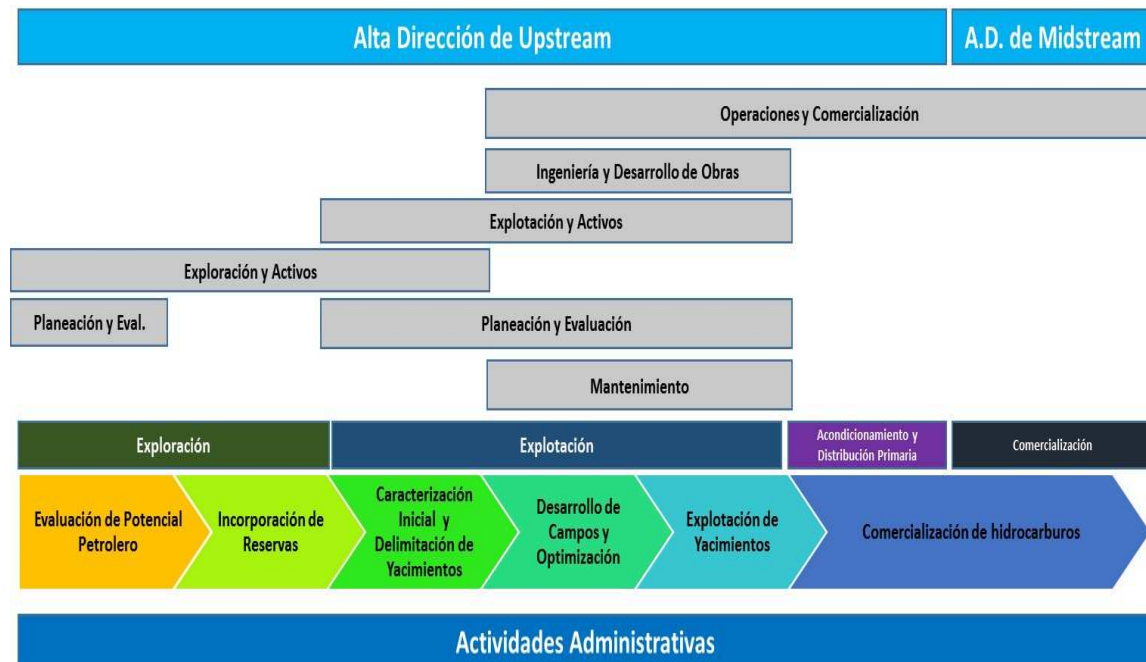 Alta Dirección de Upstream
A.D. de Midstream
Operaciones y Comercialización
Ingeniería y Desarrollo de Obras
Explotación y Activos
Exploración y Activos
Planeación y Eval.
Planeación y Evaluación
Mantenimiento
Exploración
Explotación
Acondicionamiento y
Distribución Primaria
Comercialización
Evaluación de Potencial
Petrolero
Incorporación de
Reservas
Caracterización
Inicial y
Delimitación de
Yacimientos
Desarrollo de
Campos y
Optimización
Explotación de
Yacimientos
Comercialización de hidrocarburos
Actividades Administrativas